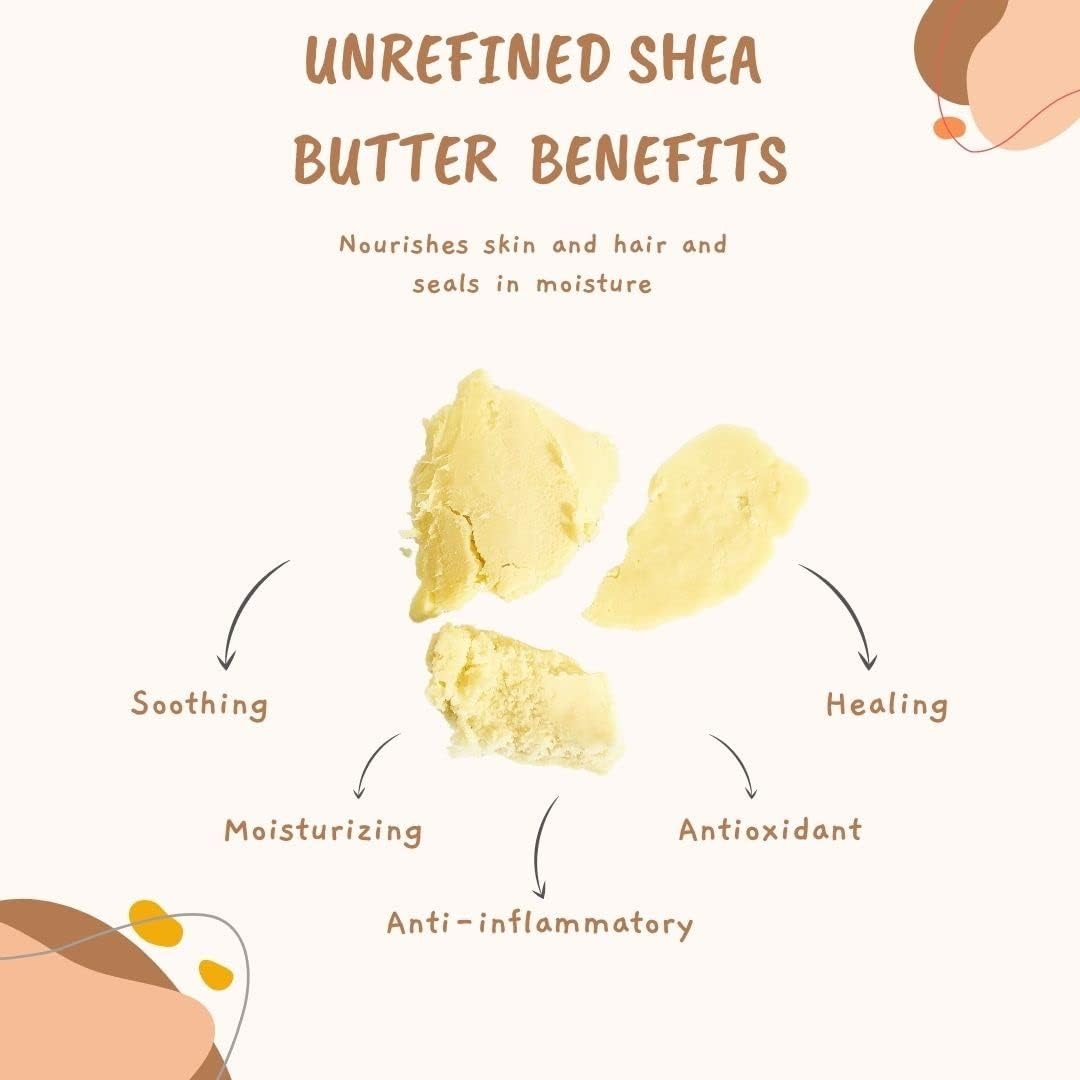 UNREFINED SHEA
BUTTER BENEFITS
Nourishes skin and hair and
seals in moisture
Soothing
Healing
Moisturizing
Antioxidant
Anti-inflammatory